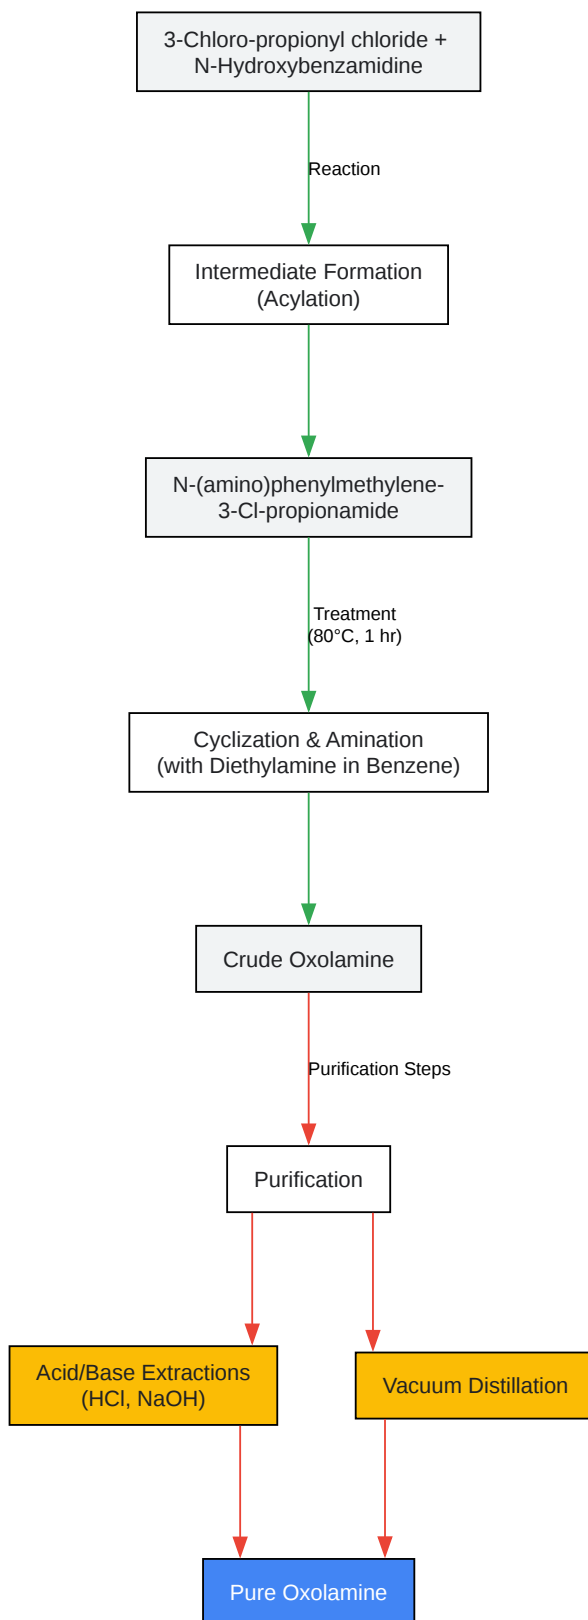 3-Chloro-propionyl chloride +
N-Hydroxybenzamidine
Reaction
Intermediate Formation
(Acylation)
N-(amino)phenylmethylene-
3-Cl-propionamide
Treatment
(80°C, 1 hr)
Cyclization & Amination
(with Diethylamine in Benzene)
Crude Oxolamine
Purification Steps
Purification
Acid/Base Extractions
(HCl, NaOH)
Vacuum Distillation
Pure Oxolamine